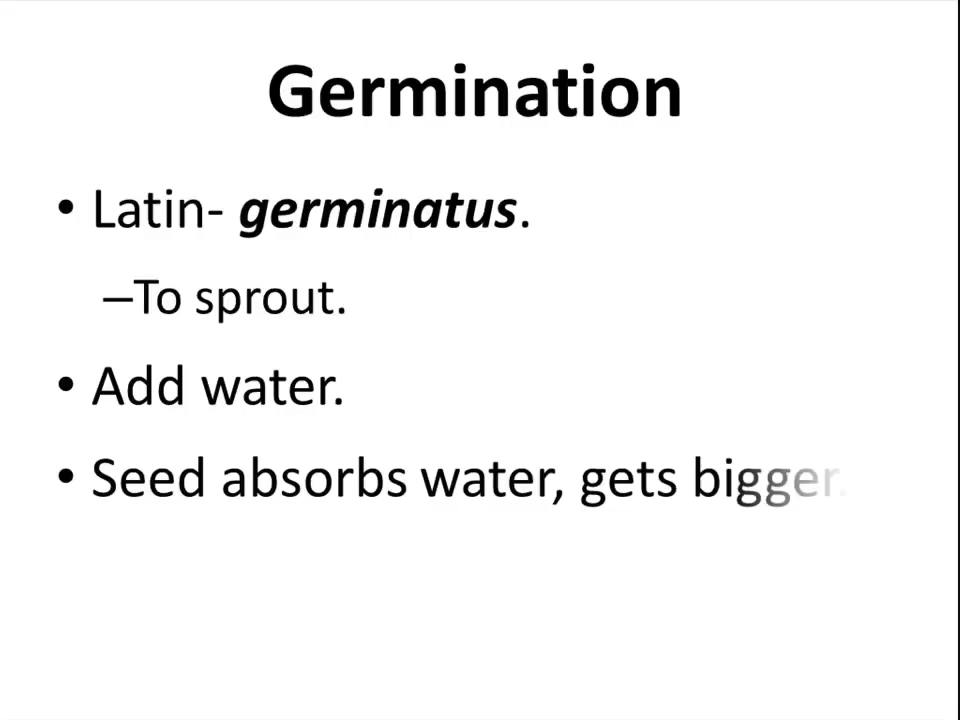 Germination
• Latin- germinatus.
–To sprout.
• Add water.
• Seed absorbs water, gets bigger.